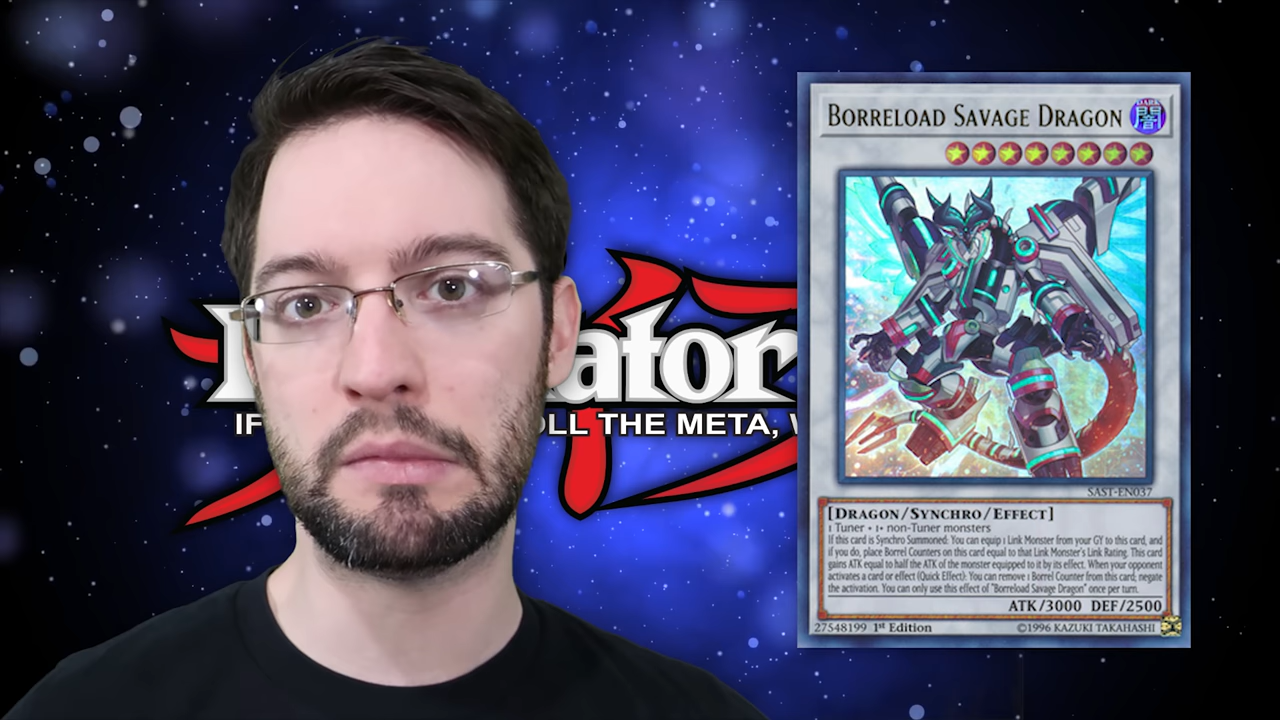 ator
IF
OLL THE META,
BORRELOAD SAVAGE DRAGON
DARK
闇
SAST-EN037
[DRAGON/SYNCHRO/EFFECT]
1 Tuner + 1+ non-Tuner monsters
If this card is Synchro Summoned: You can equip 1 Link Monster from your GY to this card, and
if you do, place Borrel Counters on this card equal to that Link Monster's Link Rating. This card
gains ATK equal to half the ATK of the monster equipped to it by its effect. When your opponent
activates a card or effect (Quick Effect): You can remove 1 Borrel Counter from this card; negate
the activation. You can only use this effect of "Borreload Savage Dragon" once per turn.
ATK/3000 DEF/2500
27548199 1st Edition ©1996 KAZUKI TAKAHASHI